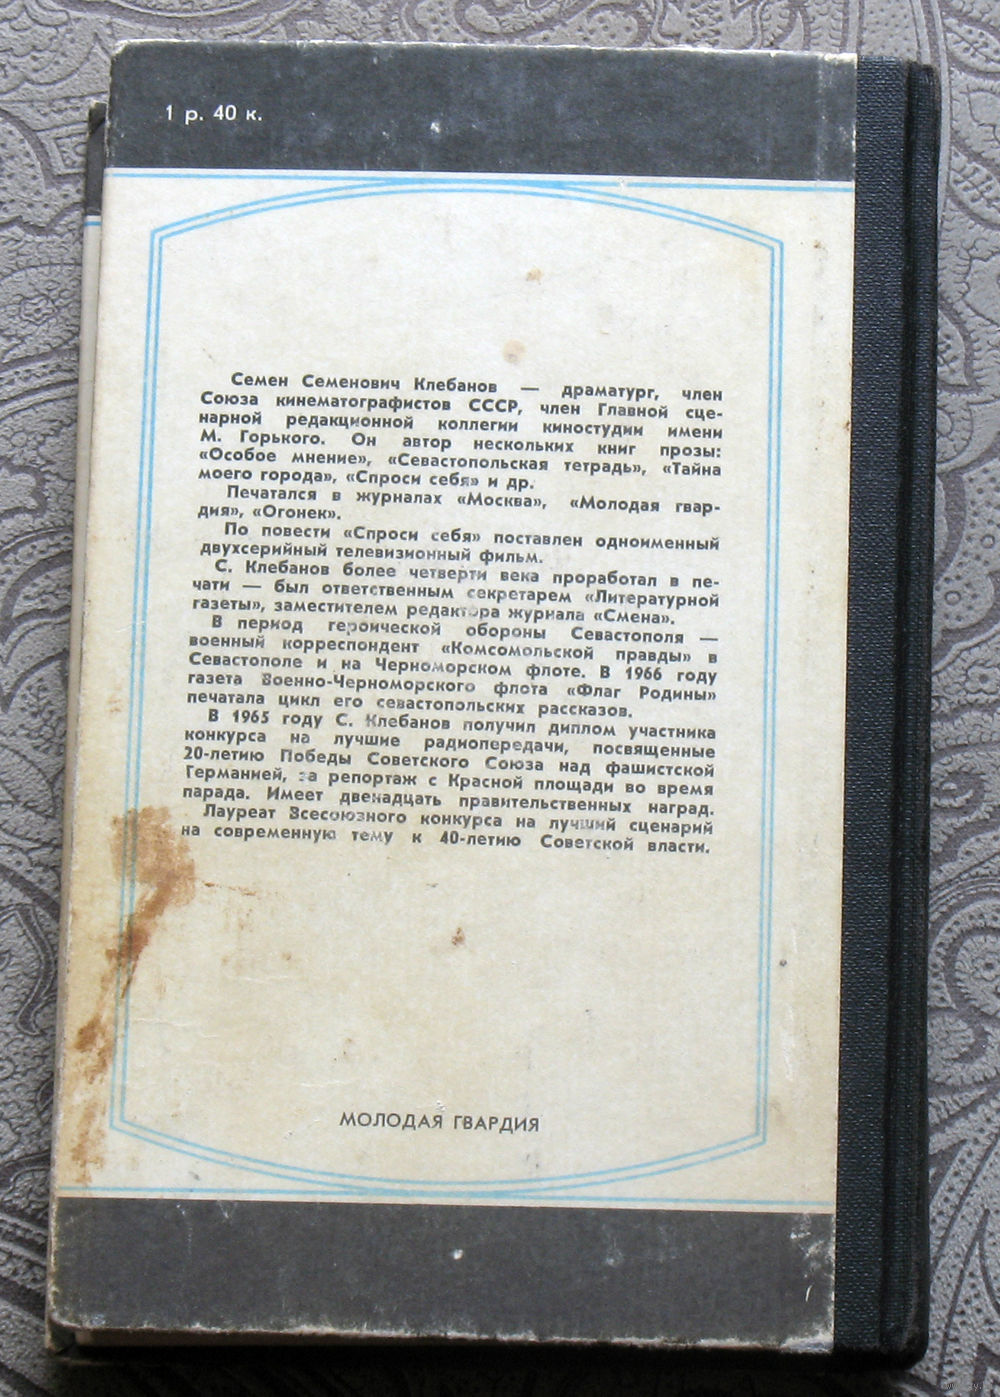 1 р. 40 к.
Семен Семенович Клебанов — драматург, член
Союза кинематографистов СССР, член Главной сце-
нарной редакционной коллегии киностудии имени
М. Горького. Он автор нескольких книг прозы:
«Особое мнение», «Севастопольская тетрадь», «Тайна
моего города», «Спроси себя» и др.
Печатался в журналах «Москва», «Молодая гвар-
дия», «Огонек».
По повести «Спроси себя» поставлен одноименный
двухсерийный телевизионный фильм.
С. Клебанов более четверти века проработал в пе-
чати — был ответственным секретарем «Литературной
газеты», заместителем редактора журнала «Смена».
В период героической обороны Севастополя —
военный корреспондент «Комсомольской правды» в
Севастополе и на Черноморском флоте. В 1966 году
газета Военно-Черноморского флота «Флаг Родины»
печатала цикл его севастопольских рассказов.
В 1965 году С. Клебанов получил диплом участника
конкурса на лучшие радиопередачи, посвященные
20-летию Победы Советского Союза над фашистской
Германией, за репортаж с Красной площади во время
парада. Имеет двенадцать правительственных наград.
Лауреат Всесоюзного конкурса на лучший сценарий
на современную тему к 40-летию Советской власти.
МОЛОДАЯ ГВАРДИЯ